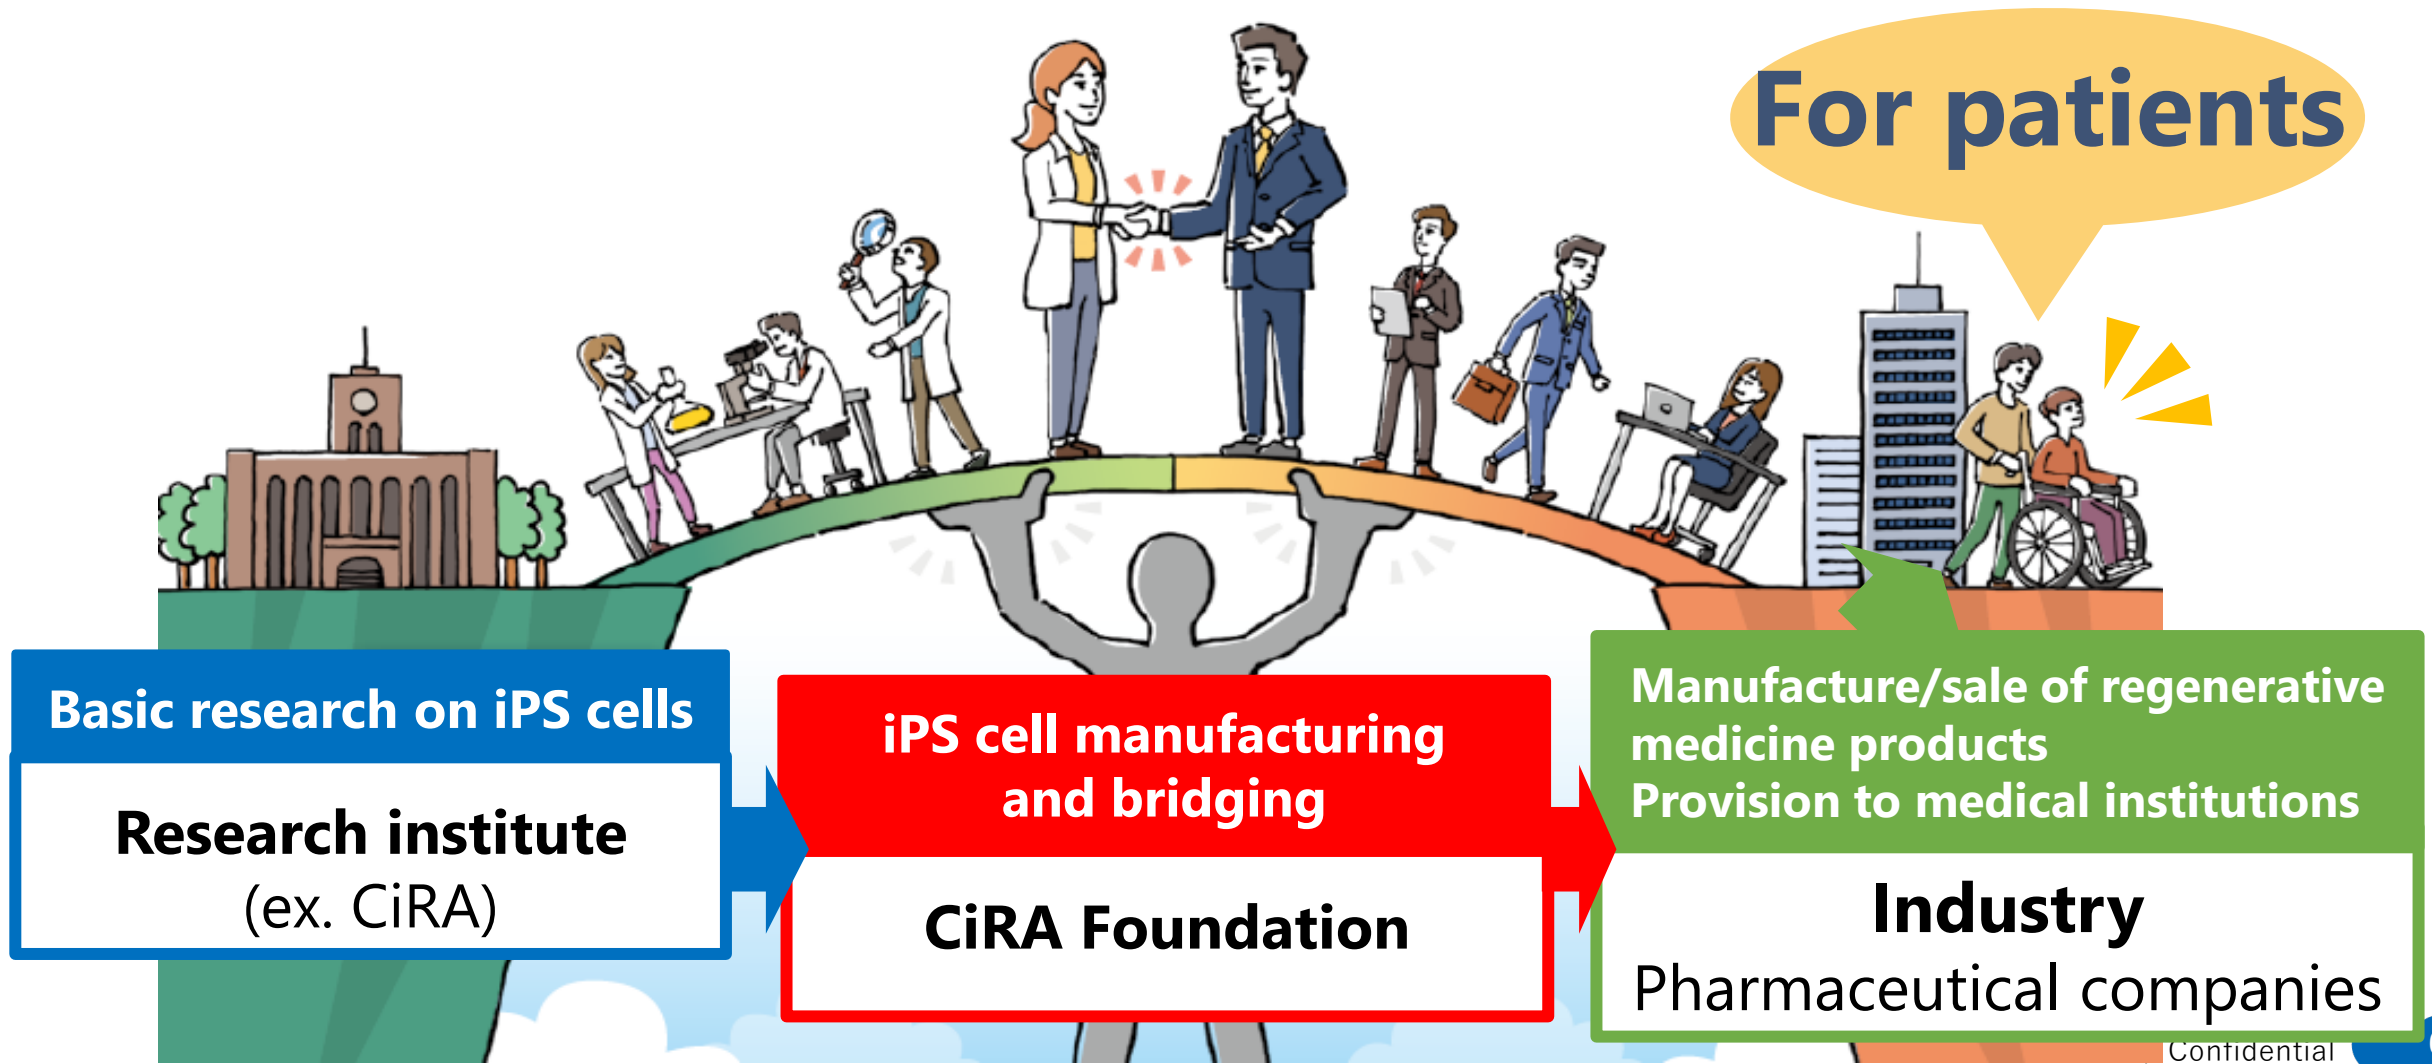 For patients
Basic research on iPS cells
Research institute
(ex. CiRA)
iPS cell manufacturing
and bridging
CiRA Foundation
Manufacture/sale of regenerative
medicine products
Provision to medical institutions
Industry
Pharmaceutical companies
Confidential